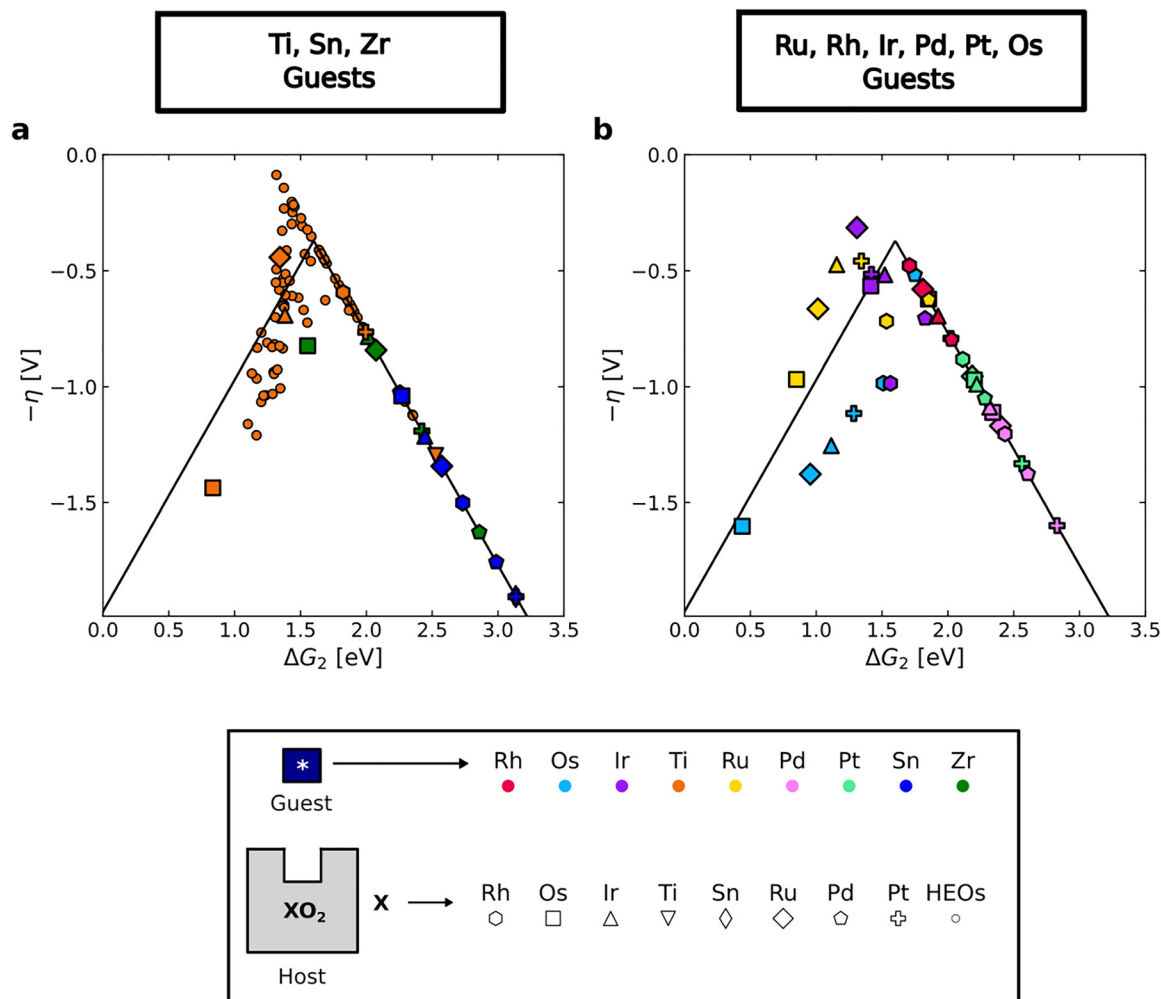 Ti, Sn, Zr
Guests
Ru, Rh, Ir, Pd, Pt, Os
Guests
a
b
0.0
−0.5
−1.0
−1.5
−η [V]
0.0 0.5 1.0 1.5 2.0 2.5 3.0 3.5
ΔG₂ [eV]
0.0
−0.5
−1.0
−1.5
−η [V]
0.0 0.5 1.0 1.5 2.0 2.5 3.0 3.5
ΔG₂ [eV]
*
Guest
Rh Os Ir Ti Ru Pd Pt Sn Zr
XO₂
Host
X
Rh Os Ir Ti Sn Ru Pd Pt HEOs